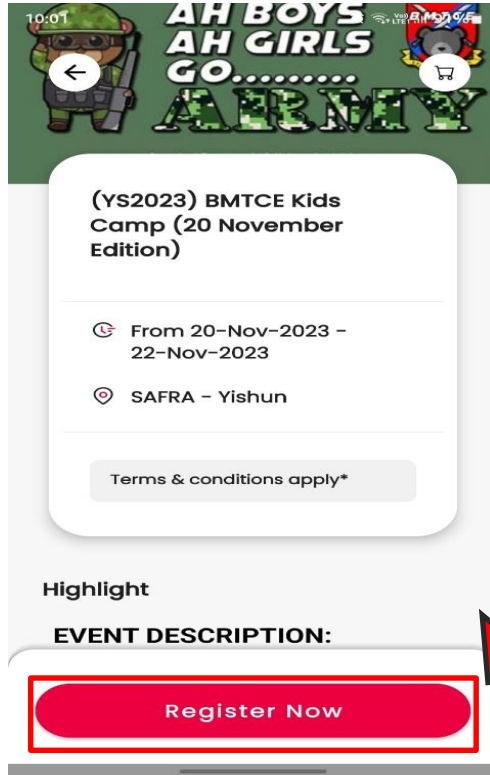 10:01
AH BOYS
AH GIRLS
GO.........
ARMY
(YS2023) BMTCE Kids
Camp (20 November
Edition)
From 20-Nov-2023 -
22-Nov-2023
SAFRA - Yishun
Terms & conditions apply*
Highlight
EVENT DESCRIPTION:
Register Now